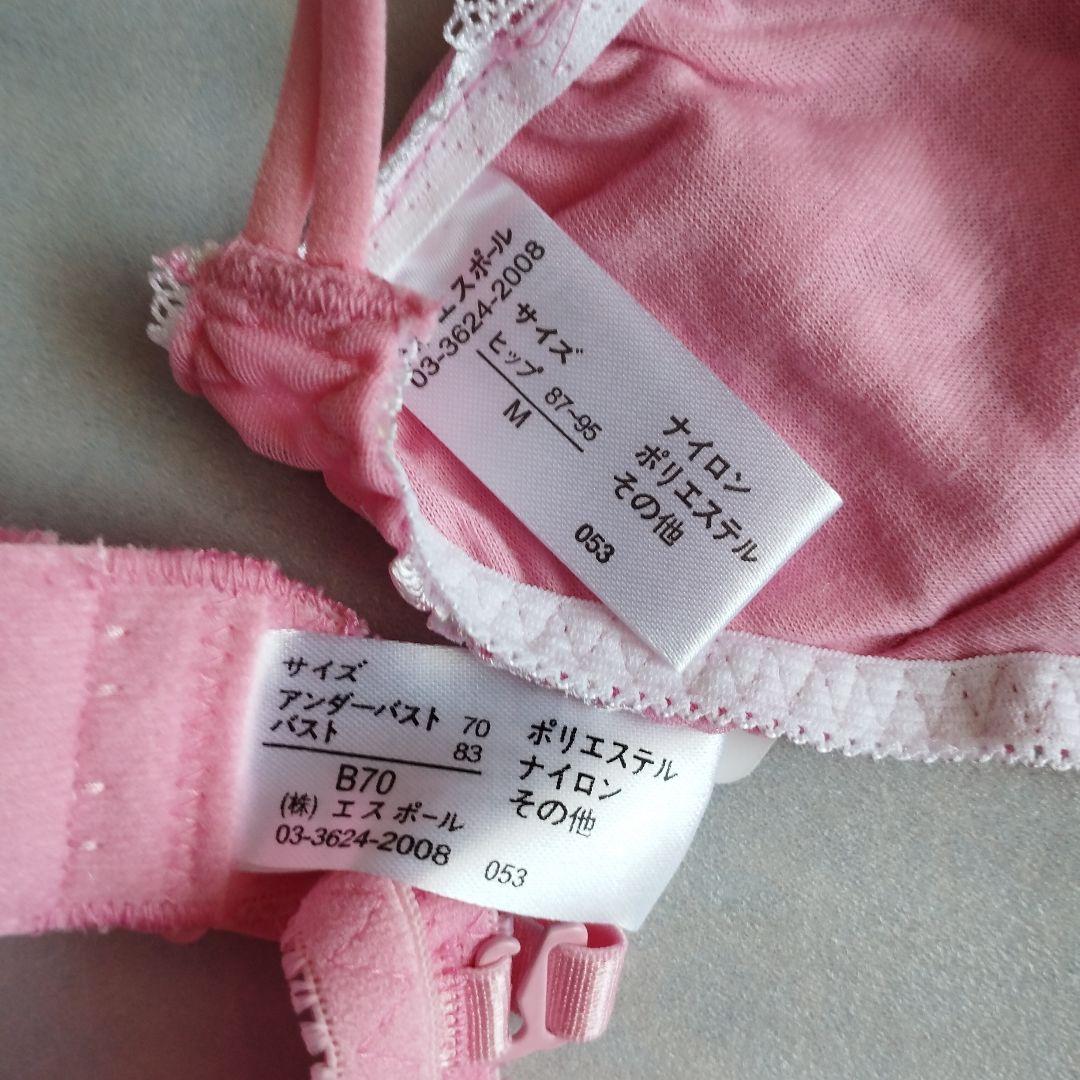 エスポール
03-3624-2008
サイズ
ヒップ 87-95
M
ナイロン
ポリエステル
その他
053
サイズ
アンダーバスト 70
バスト 83
B70
(株) エスポール
03-3624-2008
ポリエステル
ナイロン
その他
053